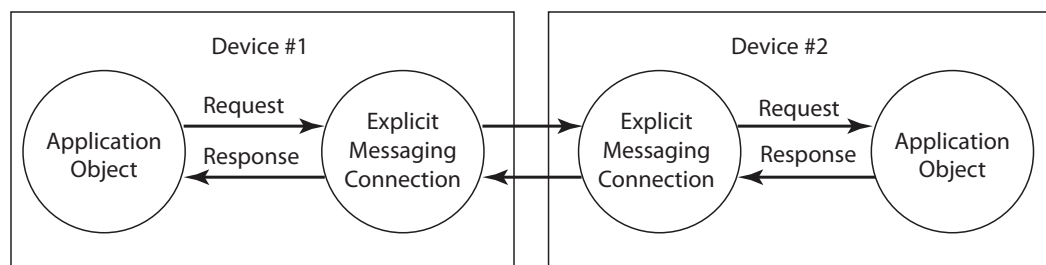 Device #1
Device #2
Application
Object
Request
Response
Explicit
Messaging
Connection
Explicit
Messaging
Connection
Request
Response
Application
Object